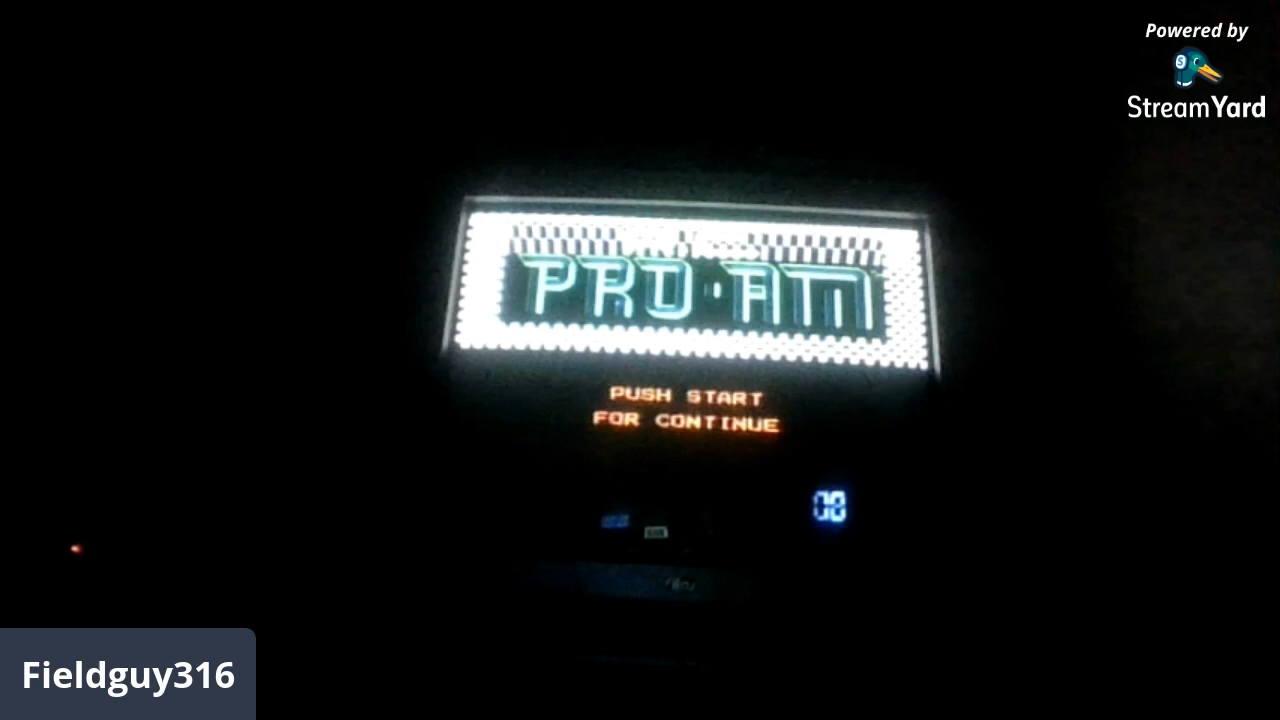 Powered by
StreamYard
PRO-AM
PUSH START
FOR CONTINUE
08
Fieldguy316